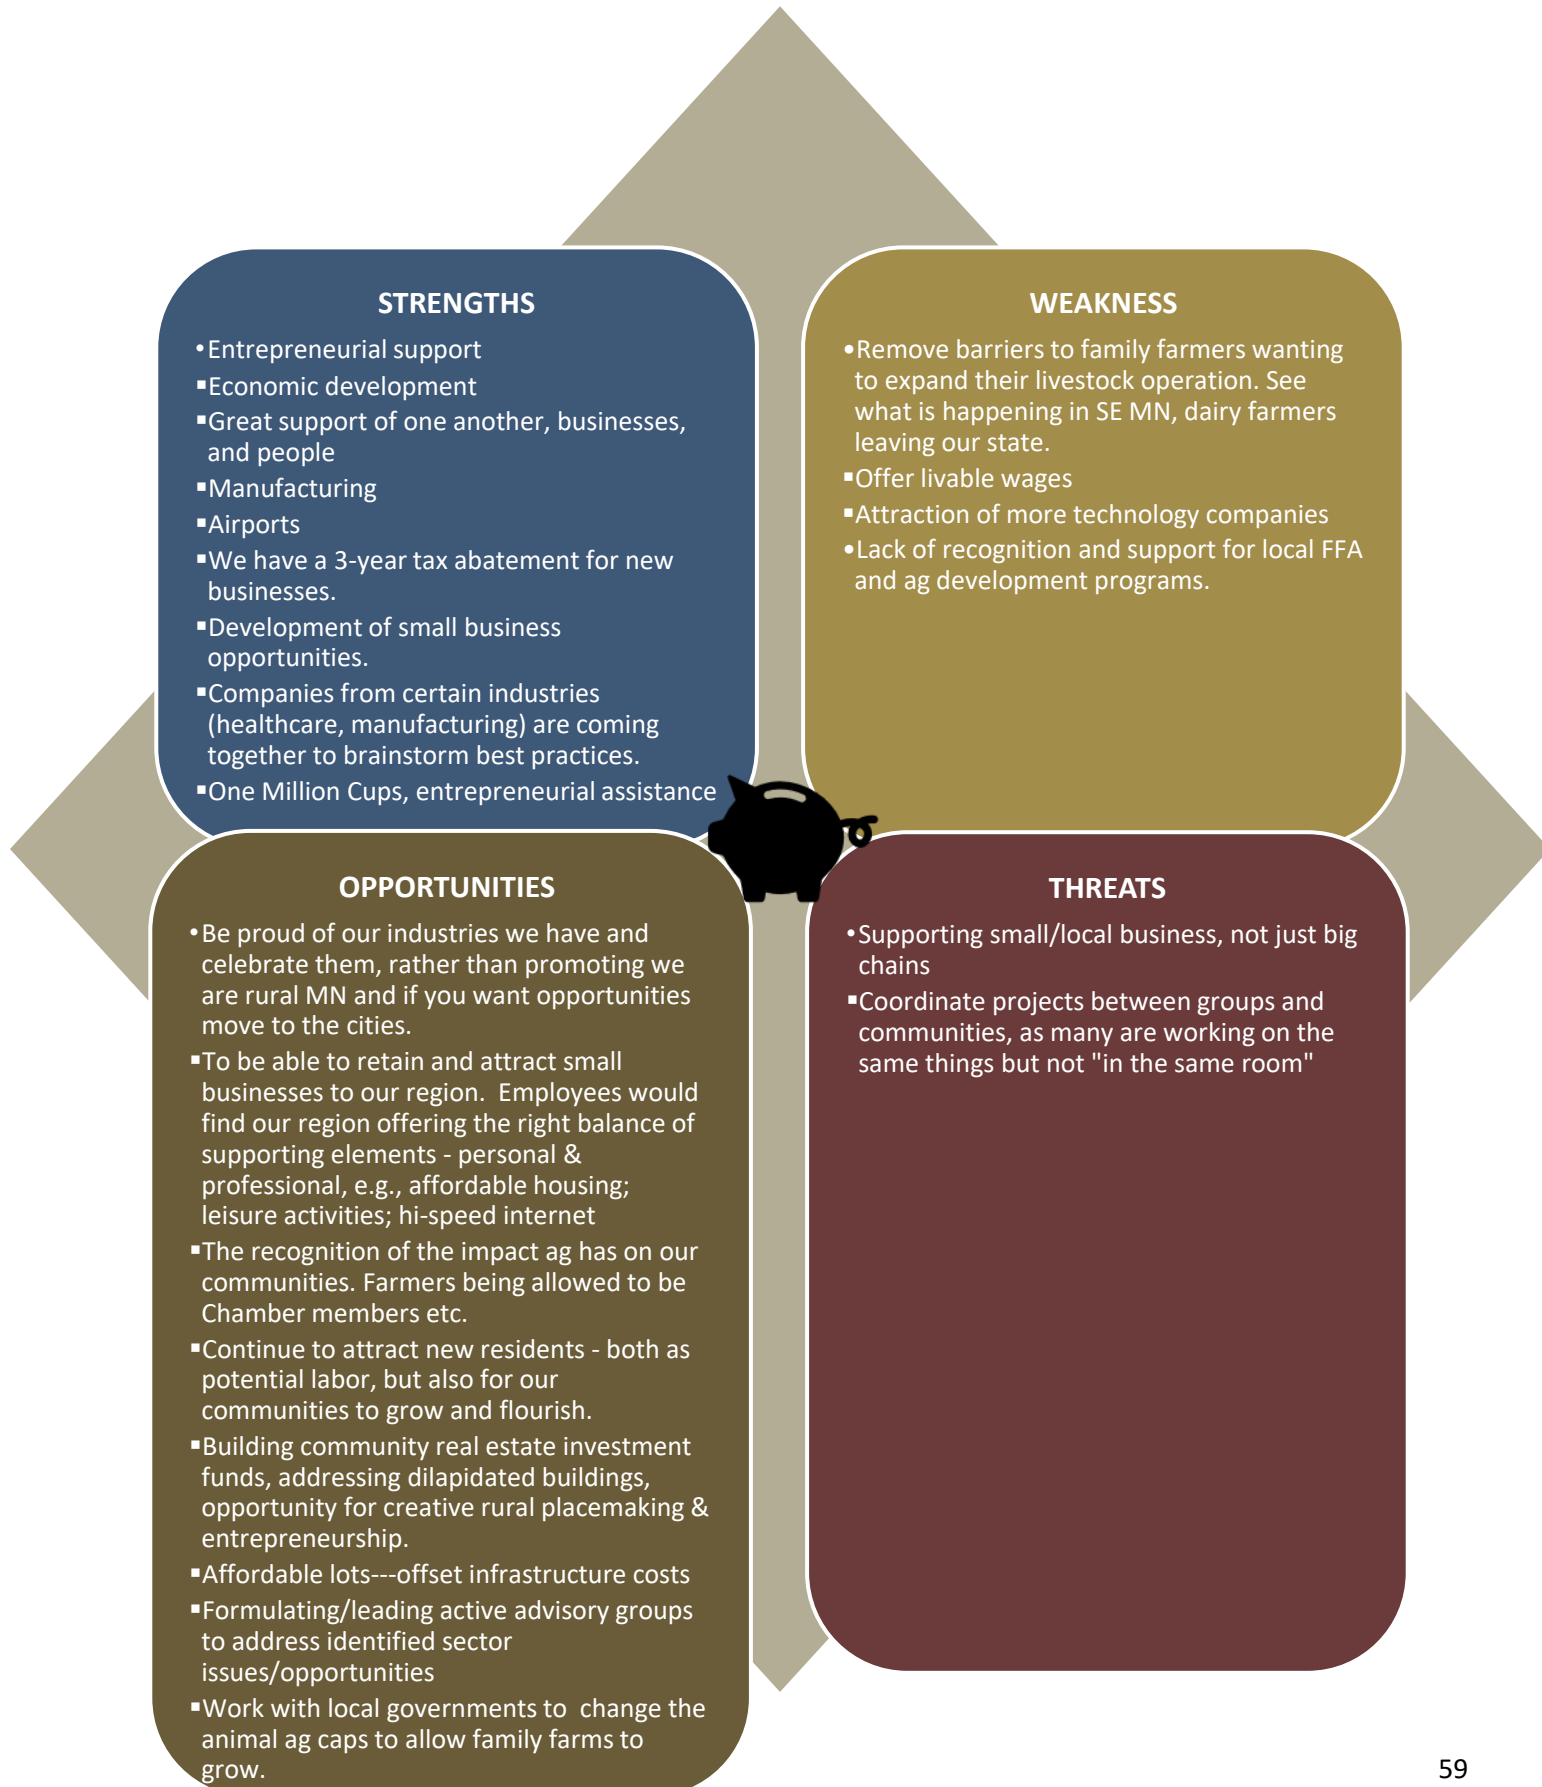 STRENGTHS
•Entrepreneurial support
▪Economic development
▪Great support of one another, businesses,
and people
▪Manufacturing
▪Airports
▪We have a 3-year tax abatement for new
businesses.
▪Development of small business
opportunities.
▪Companies from certain industries
(healthcare, manufacturing) are coming
together to brainstorm best practices.
▪One Million Cups, entrepreneurial assistance
WEAKNESS
•Remove barriers to family farmers wanting
to expand their livestock operation. See
what is happening in SE MN, dairy farmers
leaving our state.
▪Offer livable wages
▪Attraction of more technology companies
•Lack of recognition and support for local FFA
and ag development programs.
OPPORTUNITIES
•Be proud of our industries we have and
celebrate them, rather than promoting we
are rural MN and if you want opportunities
move to the cities.
▪To be able to retain and attract small
businesses to our region.  Employees would
find our region offering the right balance of
supporting elements - personal &
professional, e.g., affordable housing;
leisure activities; hi-speed internet
▪The recognition of the impact ag has on our
communities. Farmers being allowed to be
Chamber members etc.
▪Continue to attract new residents - both as
potential labor, but also for our
communities to grow and flourish.
▪Building community real estate investment
funds, addressing dilapidated buildings,
opportunity for creative rural placemaking &
entrepreneurship.
▪Affordable lots---offset infrastructure costs
▪Formulating/leading active advisory groups
to address identified sector
issues/opportunities
▪Work with local governments to  change the
animal ag caps to allow family farms to
grow.
THREATS
•Supporting small/local business, not just big
chains
▪Coordinate projects between groups and
communities, as many are working on the
same things but not "in the same room"
59